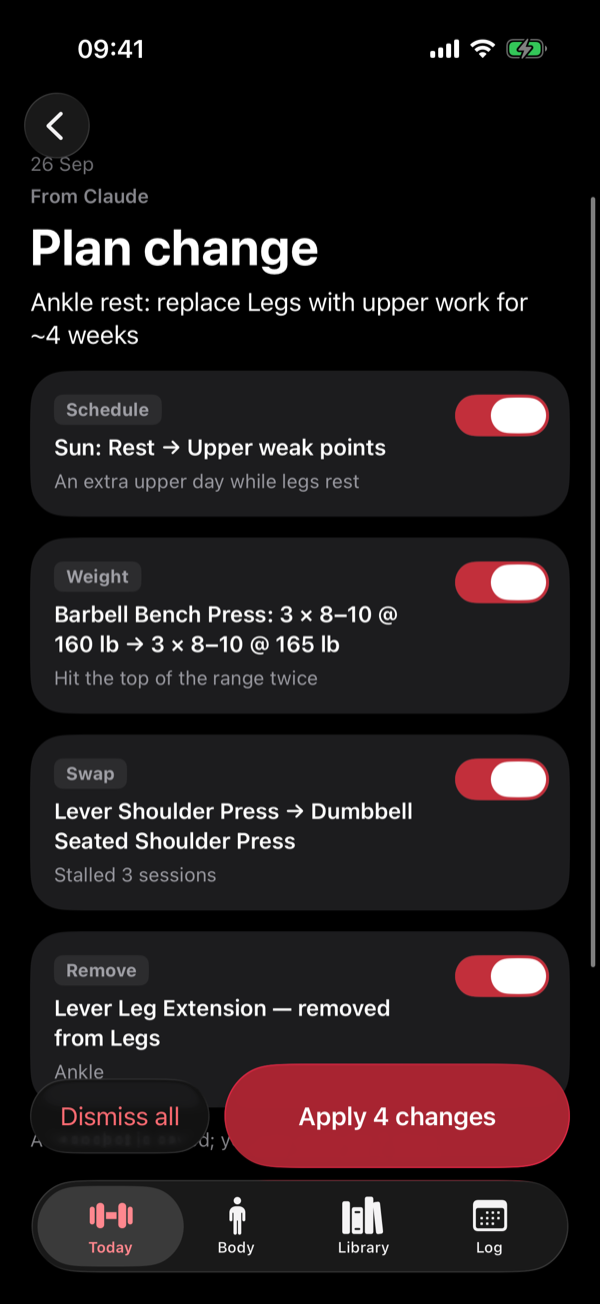 09:41
26 Sep
From Claude
Plan change
Ankle rest: replace Legs with upper work for
~4 weeks
Schedule
Sun: Rest → Upper weak points
An extra upper day while legs rest
Weight
Barbell Bench Press: 3 × 8–10 @
160 lb → 3 × 8–10 @ 165 lb
Hit the top of the range twice
Swap
Lever Shoulder Press → Dumbbell
Seated Shoulder Press
Stalled 3 sessions
Remove
Lever Leg Extension — removed
from Legs
Ankle
Dismiss all
Apply 4 changes
Today
Body
Library
Log